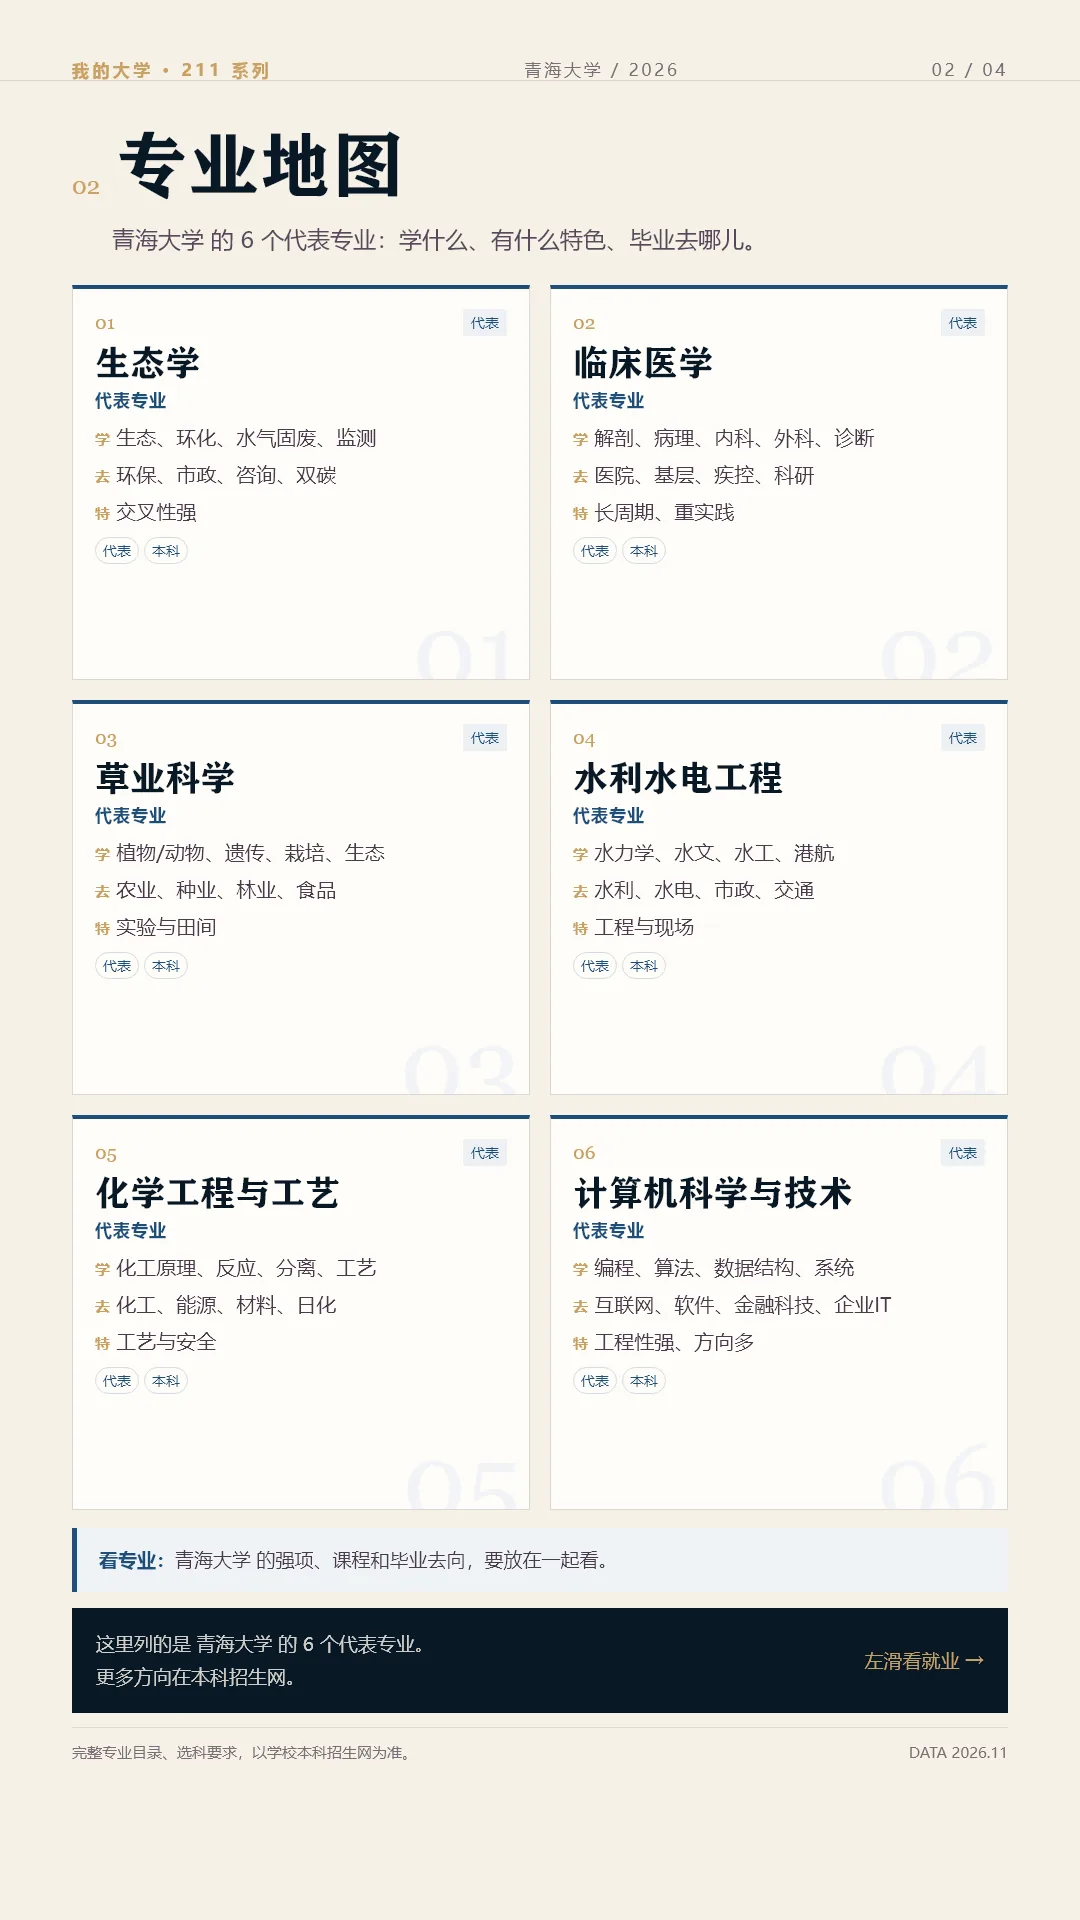 我的大学 • 211 系列
青海大学 / 2026
02 / 04
02 专业地图
青海大学 的 6 个代表专业：学什么、有什么特色、毕业去哪儿。
01
代表
生态学
代表专业
学 生态、环化、水气固废、监测
去 环保、市政、咨询、双碳
特 交叉性强
代表 本科
01
02
代表
临床医学
代表专业
学 解剖、病理、内科、外科、诊断
去 医院、基层、疾控、科研
特 长周期、重实践
代表 本科
02
03
代表
草业科学
代表专业
学 植物/动物、遗传、栽培、生态
去 农业、种业、林业、食品
特 实验与田间
代表 本科
03
04
代表
水利水电工程
代表专业
学 水力学、水文、水工、港航
去 水利、水电、市政、交通
特 工程与现场
代表 本科
04
05
代表
化学工程与工艺
代表专业
学 化工原理、反应、分离、工艺
去 化工、能源、材料、日化
特 工艺与安全
代表 本科
05
06
代表
计算机科学与技术
代表专业
学 编程、算法、数据结构、系统
去 互联网、软件、金融科技、企业IT
特 工程性强、方向多
代表 本科
06
看专业：青海大学 的强项、课程和毕业去向，要放在一起看。
这里列的是 青海大学 的 6 个代表专业。
更多方向在本科招生网。
左滑看就业 →
完整专业目录、选科要求，以学校本科招生网为准。
DATA 2026.11